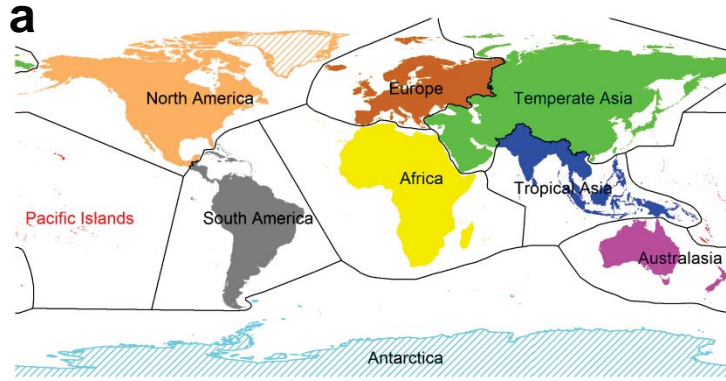 a
Europe
North America
Temperate Asia
Africa
Tropical Asia
Pacific Islands
South America
Australasia
Antarctica